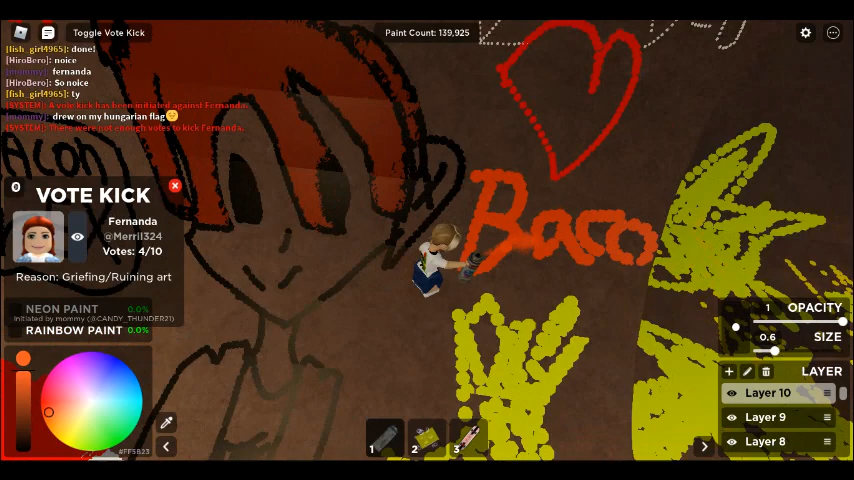 Toggle Vote Kick
Paint Count: 139,925
[fish_girl4965]: done!
[HiroBero]: noice
[mommy]: fernanda
[HiroBero]: So noice
[fish_girl4965]: ty
[SYSTEM]: A vote kick has been initiated against Fernanda.
[mommy]: drew on my hungarian flag
[SYSTEM]: There were not enough votes to kick Fernanda.
ACON
0
VOTE KICK
Fernanda
@Merril324
Votes: 4/10
Reason: Griefing/Ruining art
NEON PAINT 0.0%
Initiated by mommy (@CANDY_THUNDER21)
RAINBOW PAINT 0.0%
#FF5B23
Baco
1 2 3
1 OPACITY
0.6 SIZE
LAYER
Layer 10
Layer 9
Layer 8